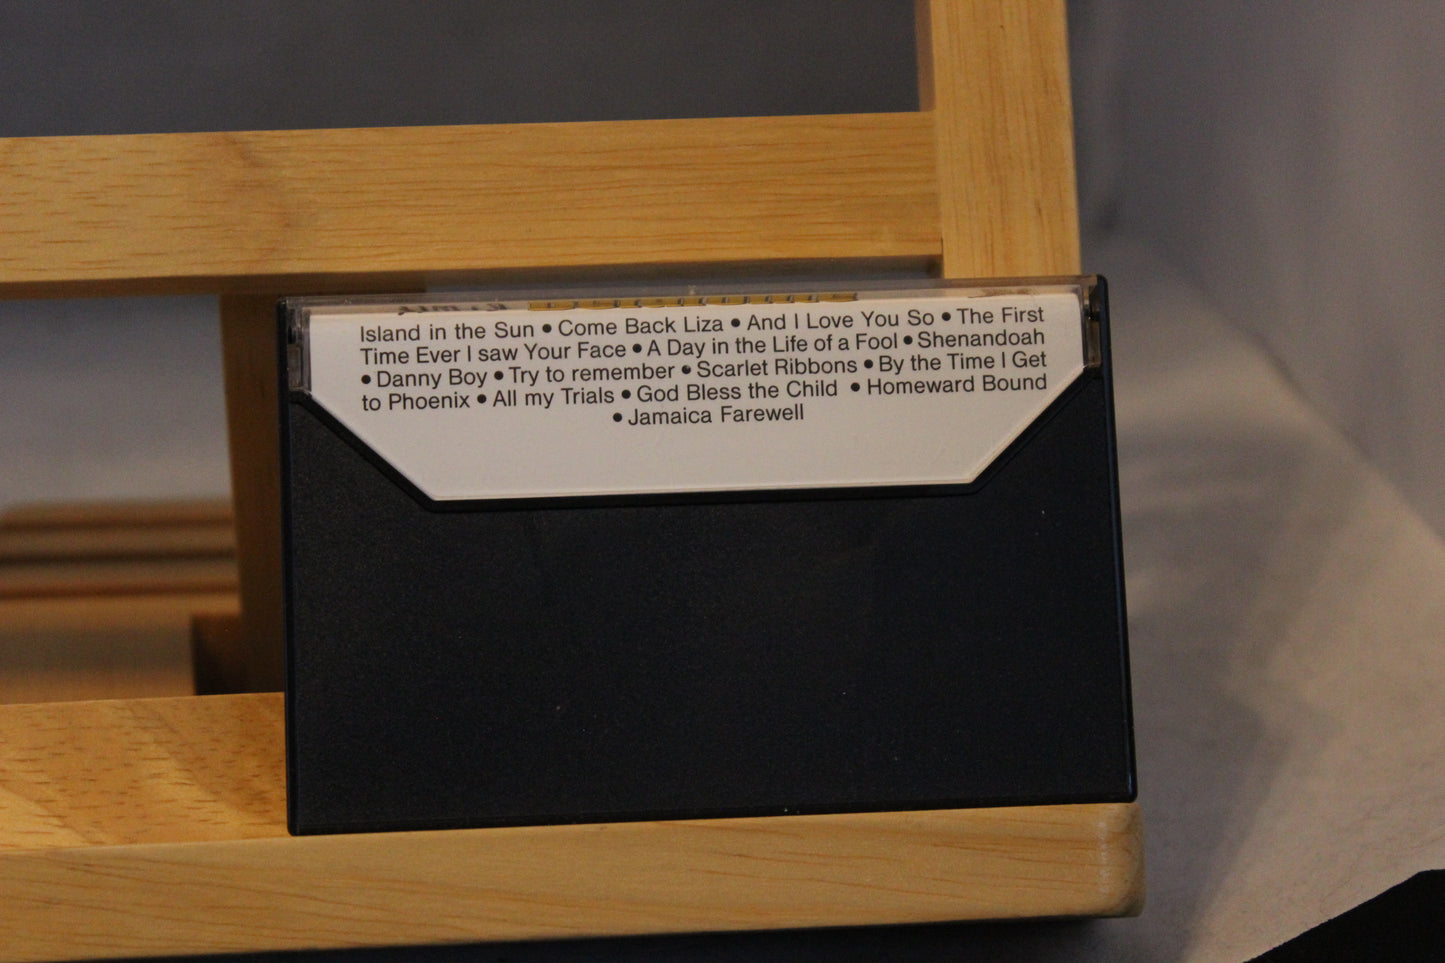 Island in the Sun • Come Back Liza • And I Love You So • The First
Time Ever I saw Your Face • A Day in the Life of a Fool • Shenandoah
• Danny Boy • Try to remember • Scarlet Ribbons • By the Time I Get
to Phoenix • All my Trials • God Bless the Child • Homeward Bound
• Jamaica Farewell